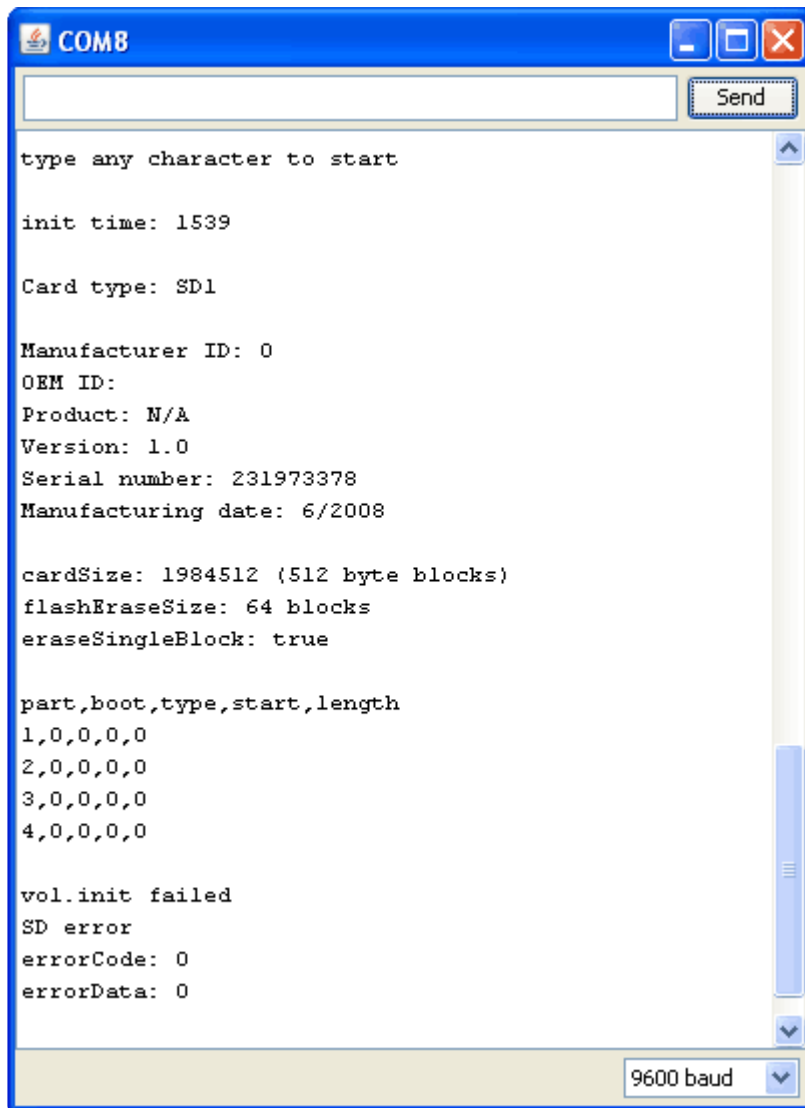 COM8
Send
type any character to start
init time: 1539
Card type: SD1
Manufacturer ID: 0
OEM ID:
Product: N/A
Version: 1.0
Serial number: 231973378
Manufacturing date: 6/2008
cardSize: 1984512 (512 byte blocks)
flashEraseSize: 64 blocks
eraseSingleBlock: true
part,boot,type,start,length
1,0,0,0,0
2,0,0,0,0
3,0,0,0,0
4,0,0,0,0
vol.init failed
SD error
errorCode: 0
errorData: 0
9600 baud